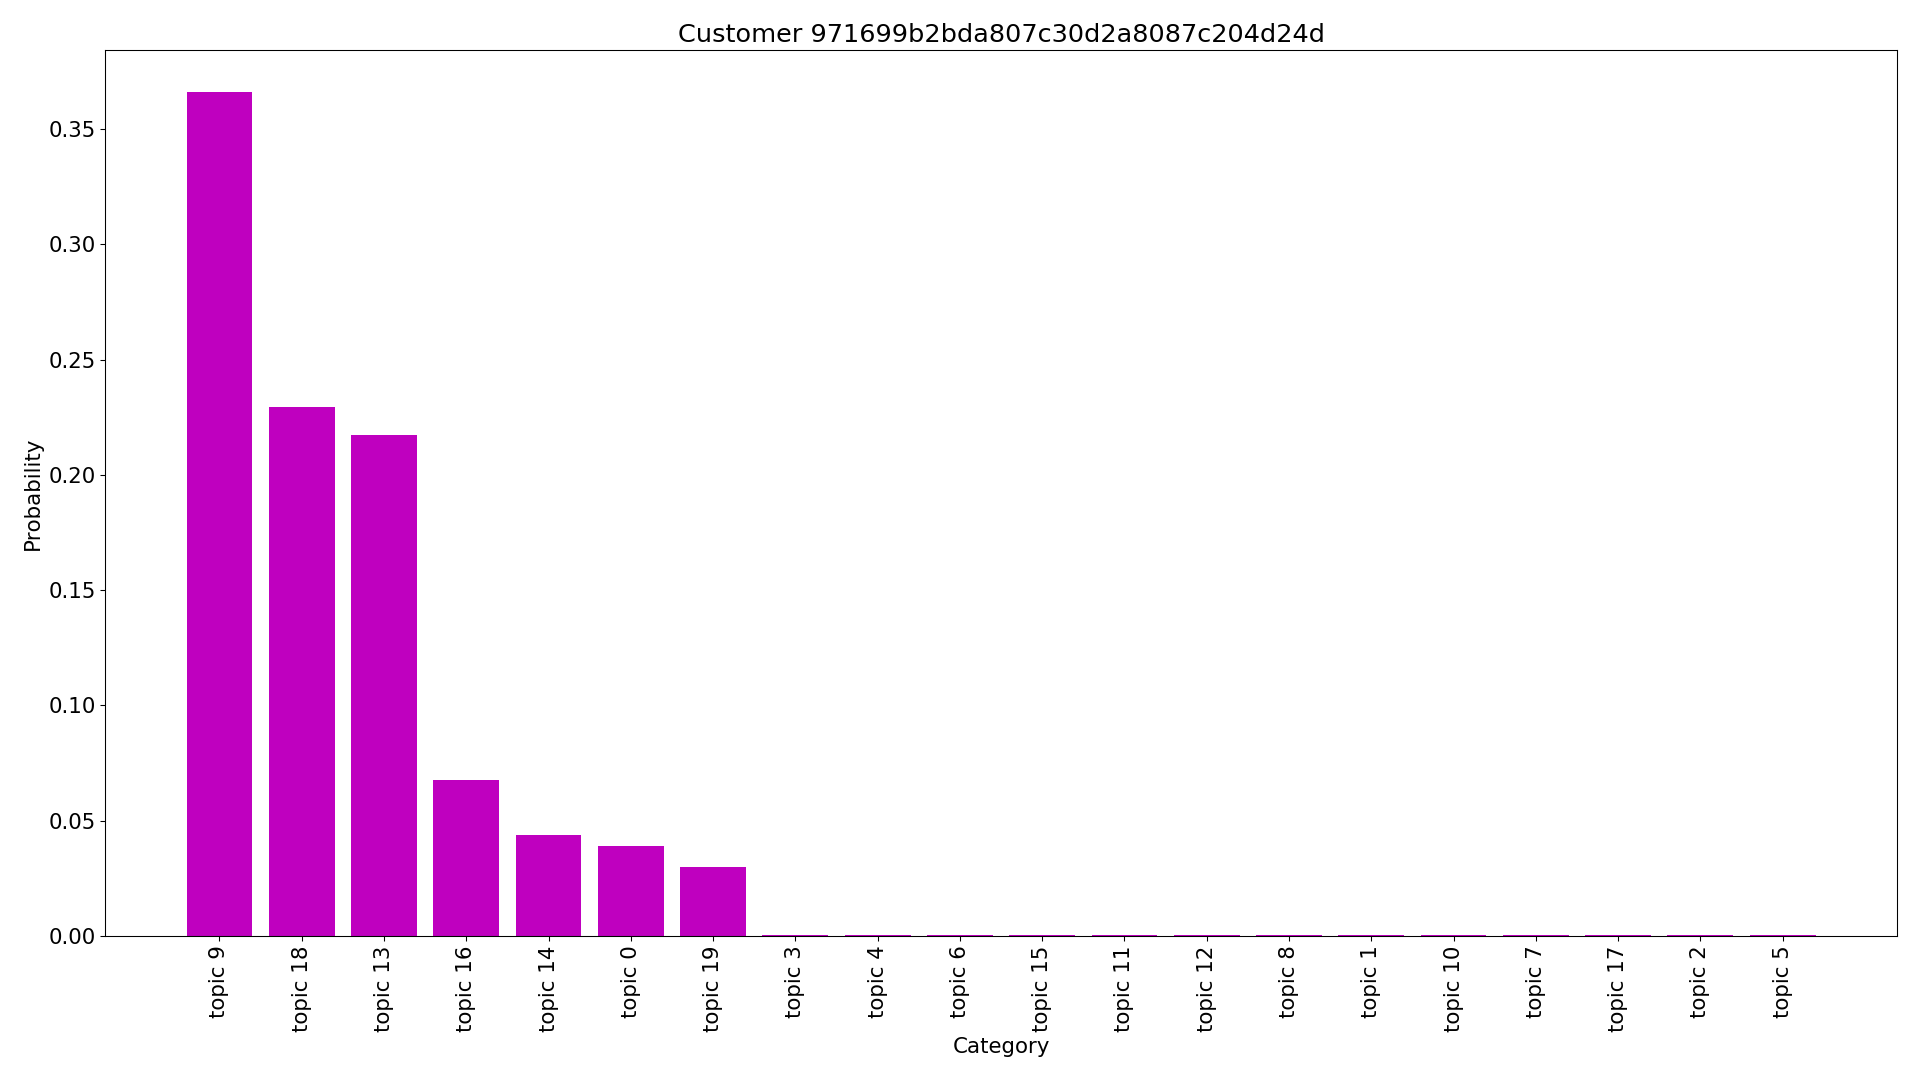 Customer 971699b2bda807c30d2a8087c204d24d
Probability
0.35
0.30
0.25
0.20
0.15
0.10
0.05
0.00
topic 9
topic 18
topic 13
topic 16
topic 14
topic 0
topic 19
topic 3
topic 4
topic 6
topic 15
topic 11
topic 12
topic 8
topic 1
topic 10
topic 7
topic 17
topic 2
topic 5
Category